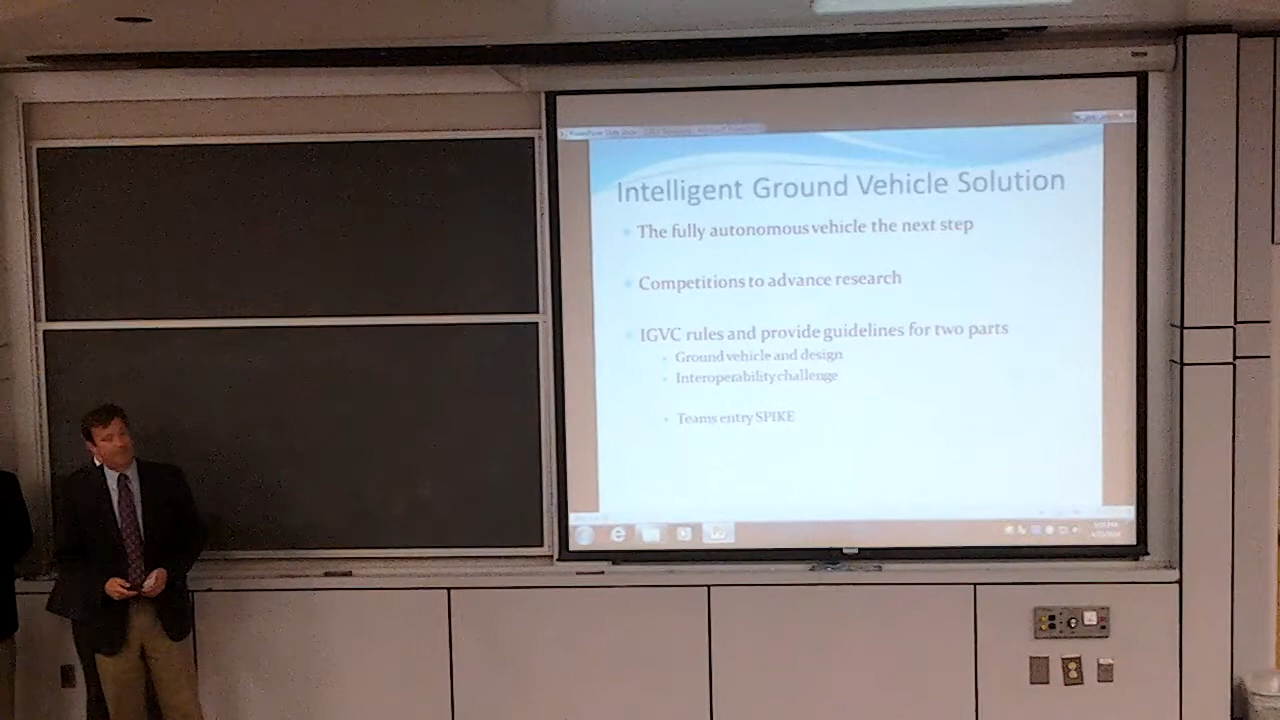 Intelligent Ground Vehicle Solution
The fully autonomous vehicle the next step
Competitions to advance research
IGVC rules and provide guidelines for two parts
Ground vehicle and design
Interoperability challenge
Teams entry SPIKE